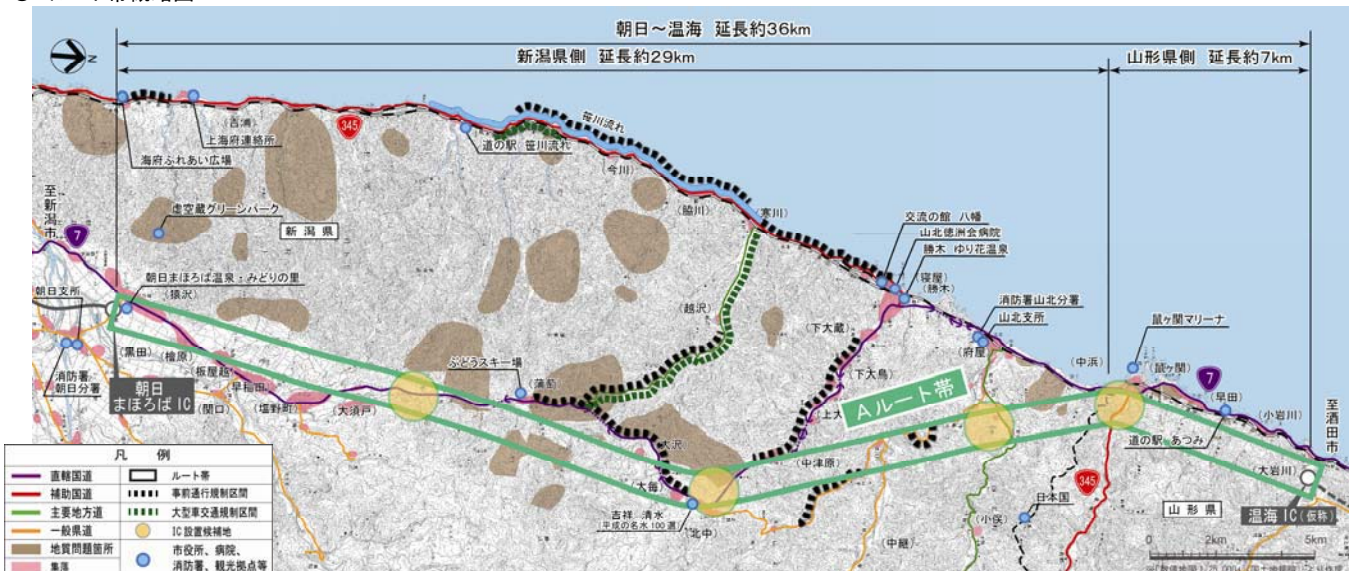 朝日～温海 延長約36km
新潟県側 延長約29km
山形県側 延長約7km
N
345
(吉浦)
上海府連絡所
海府ふれあい広場
道の駅 笹川流れ
笹川流れ
(今川)
(脇川)
(寒川)
交流の館 八幡
山北徳洲会病院
勝木 ゆり花温泉
(寝屋)
(勝木)
消防署山北分署
山北支所
(府屋)
(中浜)
鼠ヶ関マリーナ
(鼠ヶ関)
7
(早田)
(小岩川)
至酒田市
至新潟市
7
虚空蔵グリーンパーク
新潟県
朝日まほろば温泉・みどりの里
(猿沢)
朝日支所
消防署
朝日分署
(黒田)
(檜原)
(板屋越)
(早稲田)
(関口)
(塩野町)
(大須戸)
朝日
まほろばIC
ぶどうスキー場
(蒲萄)
(越沢)
(大沢)
(大毎)
吉祥 清水
平成の名水100選
(北中)
(下大蔵)
(下大鳥)
(中津原)
Aルート帯
(中継)
(小俣)
日本国
345
道の駅 あつみ
(大岩川)
山形県
温海IC(仮称)
0 2km 5km
凡例
直轄国道
補助国道
主要地方道
一般県道
地質問題箇所
集落
ルート帯
事前通行規制区間
大型車交通規制区間
IC設置候補地
市役所、病院、
消防署、観光拠点等